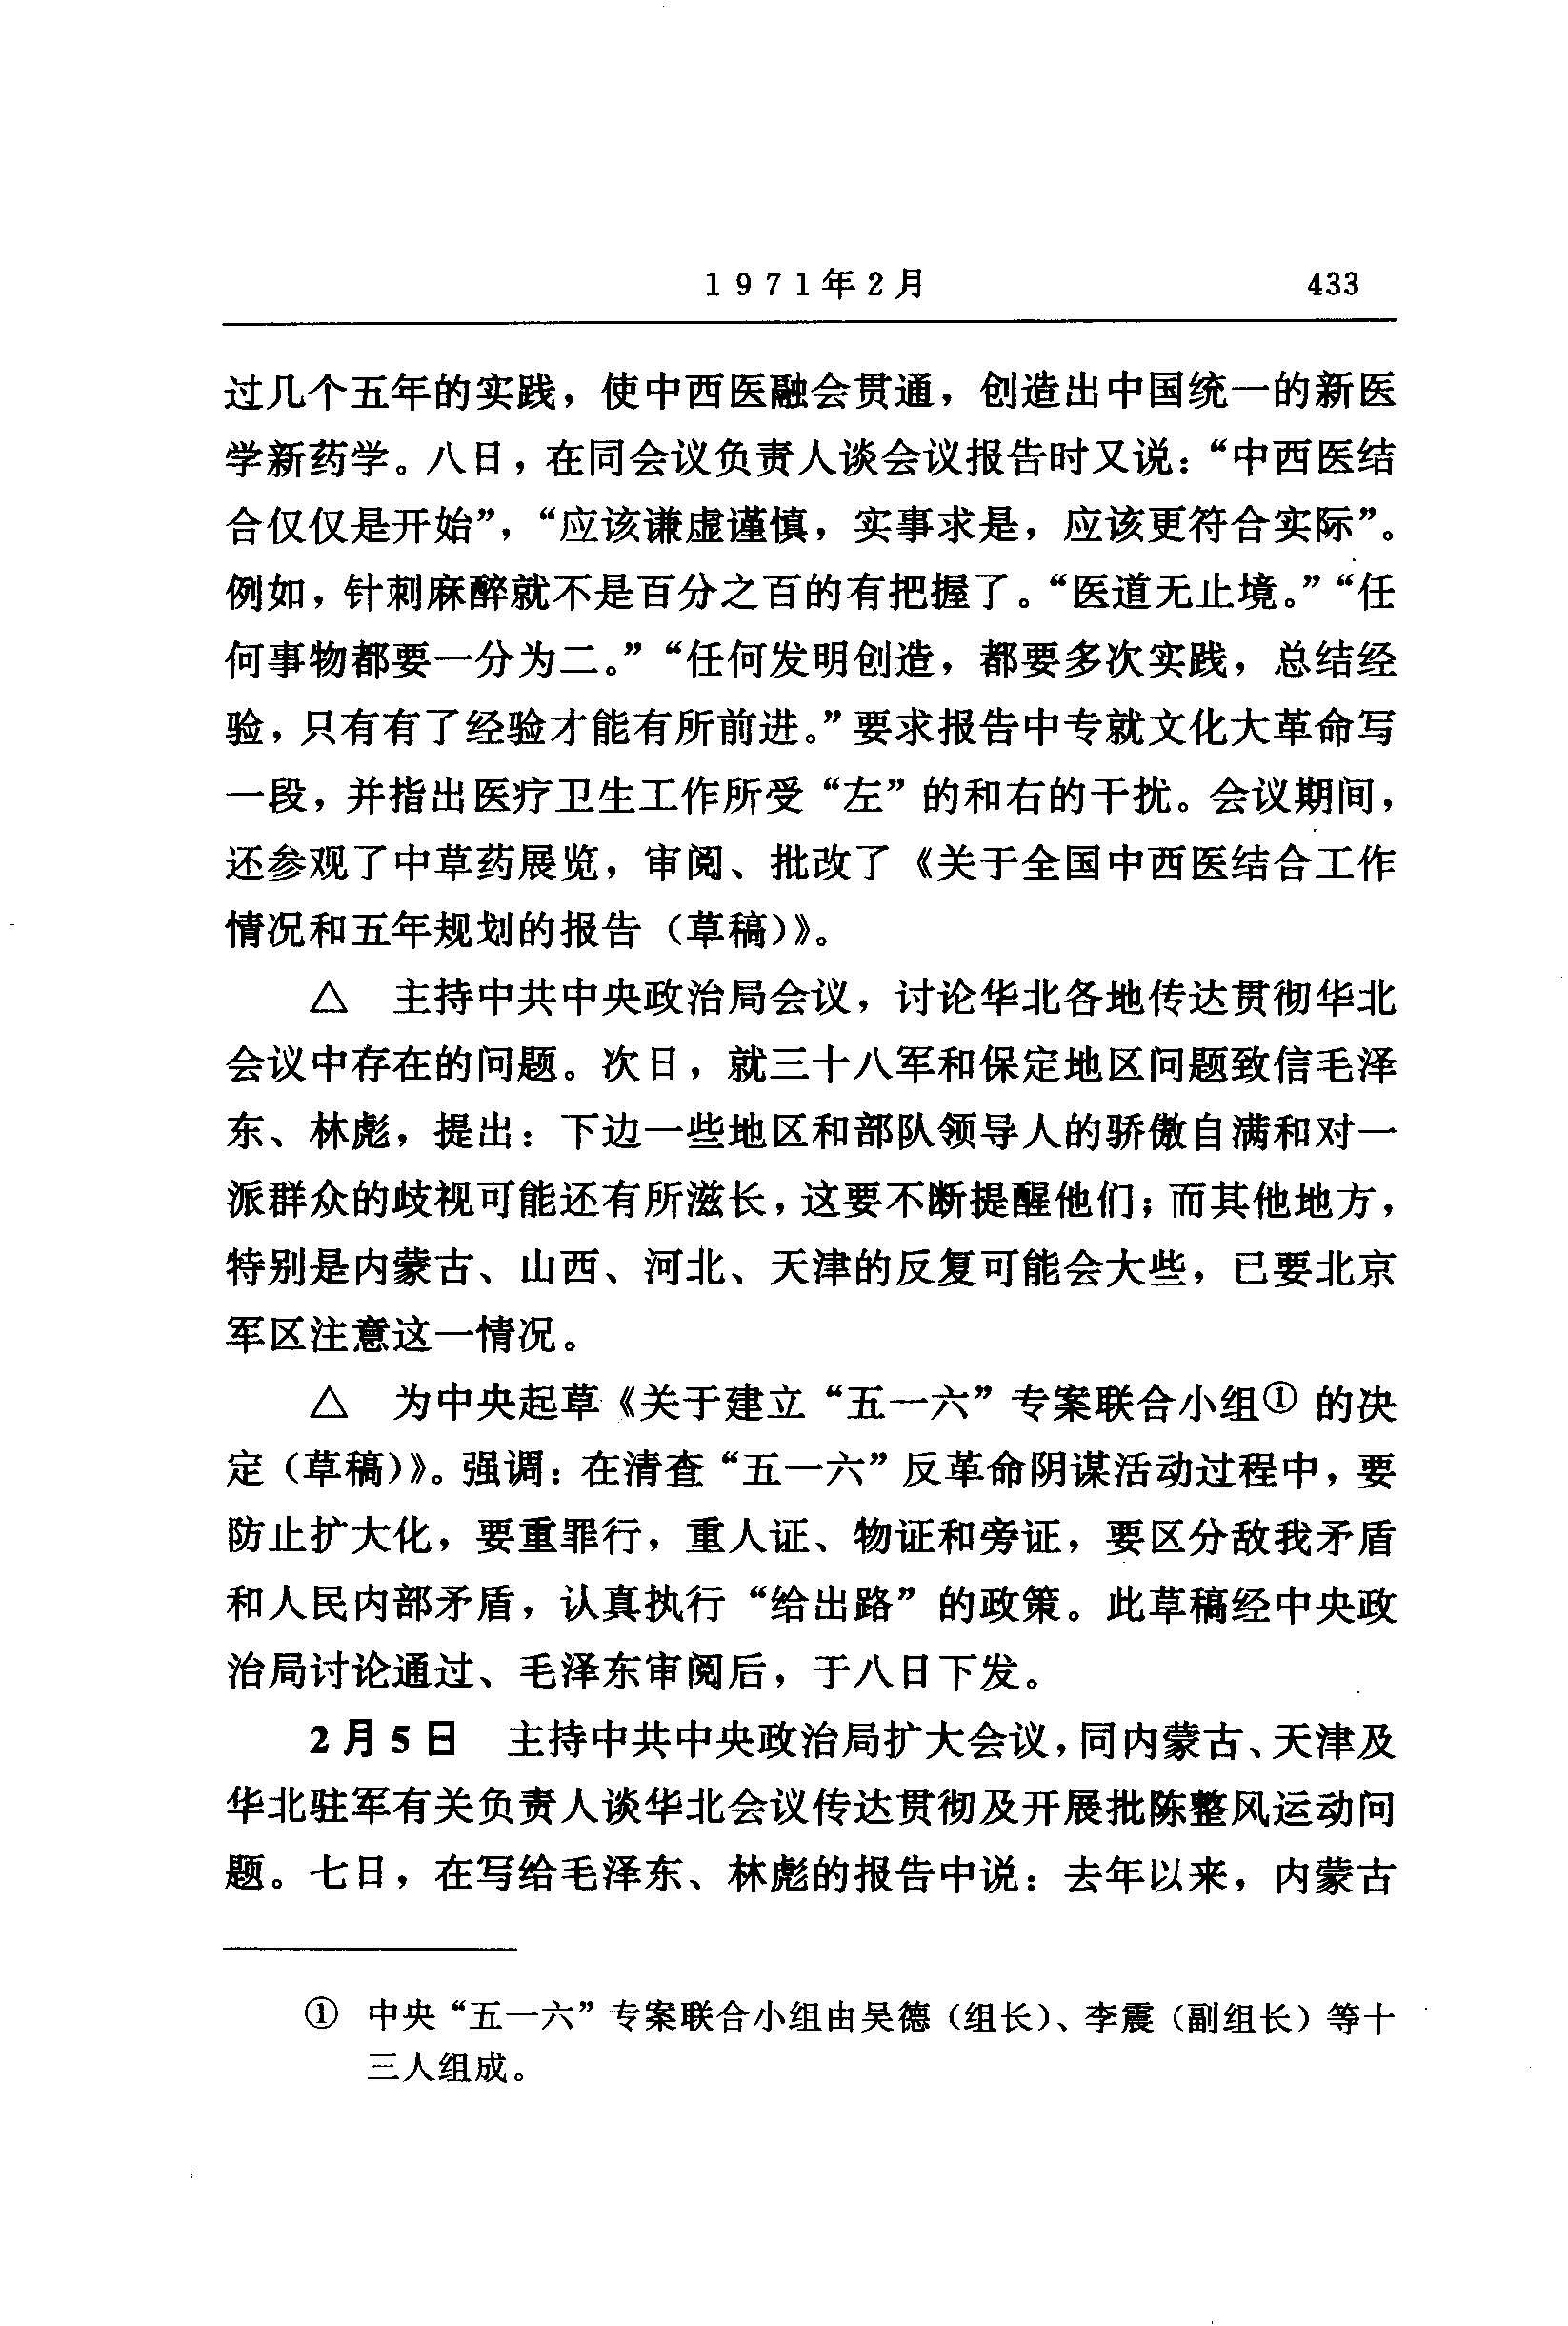 1971年2月 433
过几个五年的实践，使中西医融会贯通，创造出中国统一的新医
学新药学。八日，在同会议负责人谈会议报告时又说：“中西医结
合仅仅是开始”，“应该谦虚谨慎，实事求是，应该更符合实际”。
例如，针刺麻醉就不是百分之百的有把握了。“医道无止境。”“任
何事物都要一分为二。”“任何发明创造，都要多次实践，总结经
验，只有有了经验才能有所前进。”要求报告中专就文化大革命写
一段，并指出医疗卫生工作所受“左”的和右的干扰。会议期间，
还参观了中草药展览，审阅、批改了《关于全国中西医结合工作
情况和五年规划的报告（草稿）》。
△ 主持中共中央政治局会议，讨论华北各地传达贯彻华北
会议中存在的问题。次日，就三十八军和保定地区问题致信毛泽
东、林彪，提出：下边一些地区和部队领导人的骄傲自满和对一
派群众的歧视可能还有所滋长，这要不断提醒他们；而其他地方，
特别是内蒙古、山西、河北、天津的反复可能会大些，已要北京
军区注意这一情况。
△ 为中央起草《关于建立“五一六”专案联合小组① 的决
定（草稿）》。强调：在清查“五一六”反革命阴谋活动过程中，要
防止扩大化，要重罪行，重人证、物证和旁证，要区分敌我矛盾
和人民内部矛盾，认真执行“给出路”的政策。此草稿经中央政
治局讨论通过、毛泽东审阅后，于八日下发。
2月5日 主持中共中央政治局扩大会议，同内蒙古、天津及
华北驻军有关负责人谈华北会议传达贯彻及开展批陈整风运动问
题。七日，在写给毛泽东、林彪的报告中说：去年以来，内蒙古
① 中央“五一六”专案联合小组由吴德（组长）、李震（副组长）等十
三人组成。